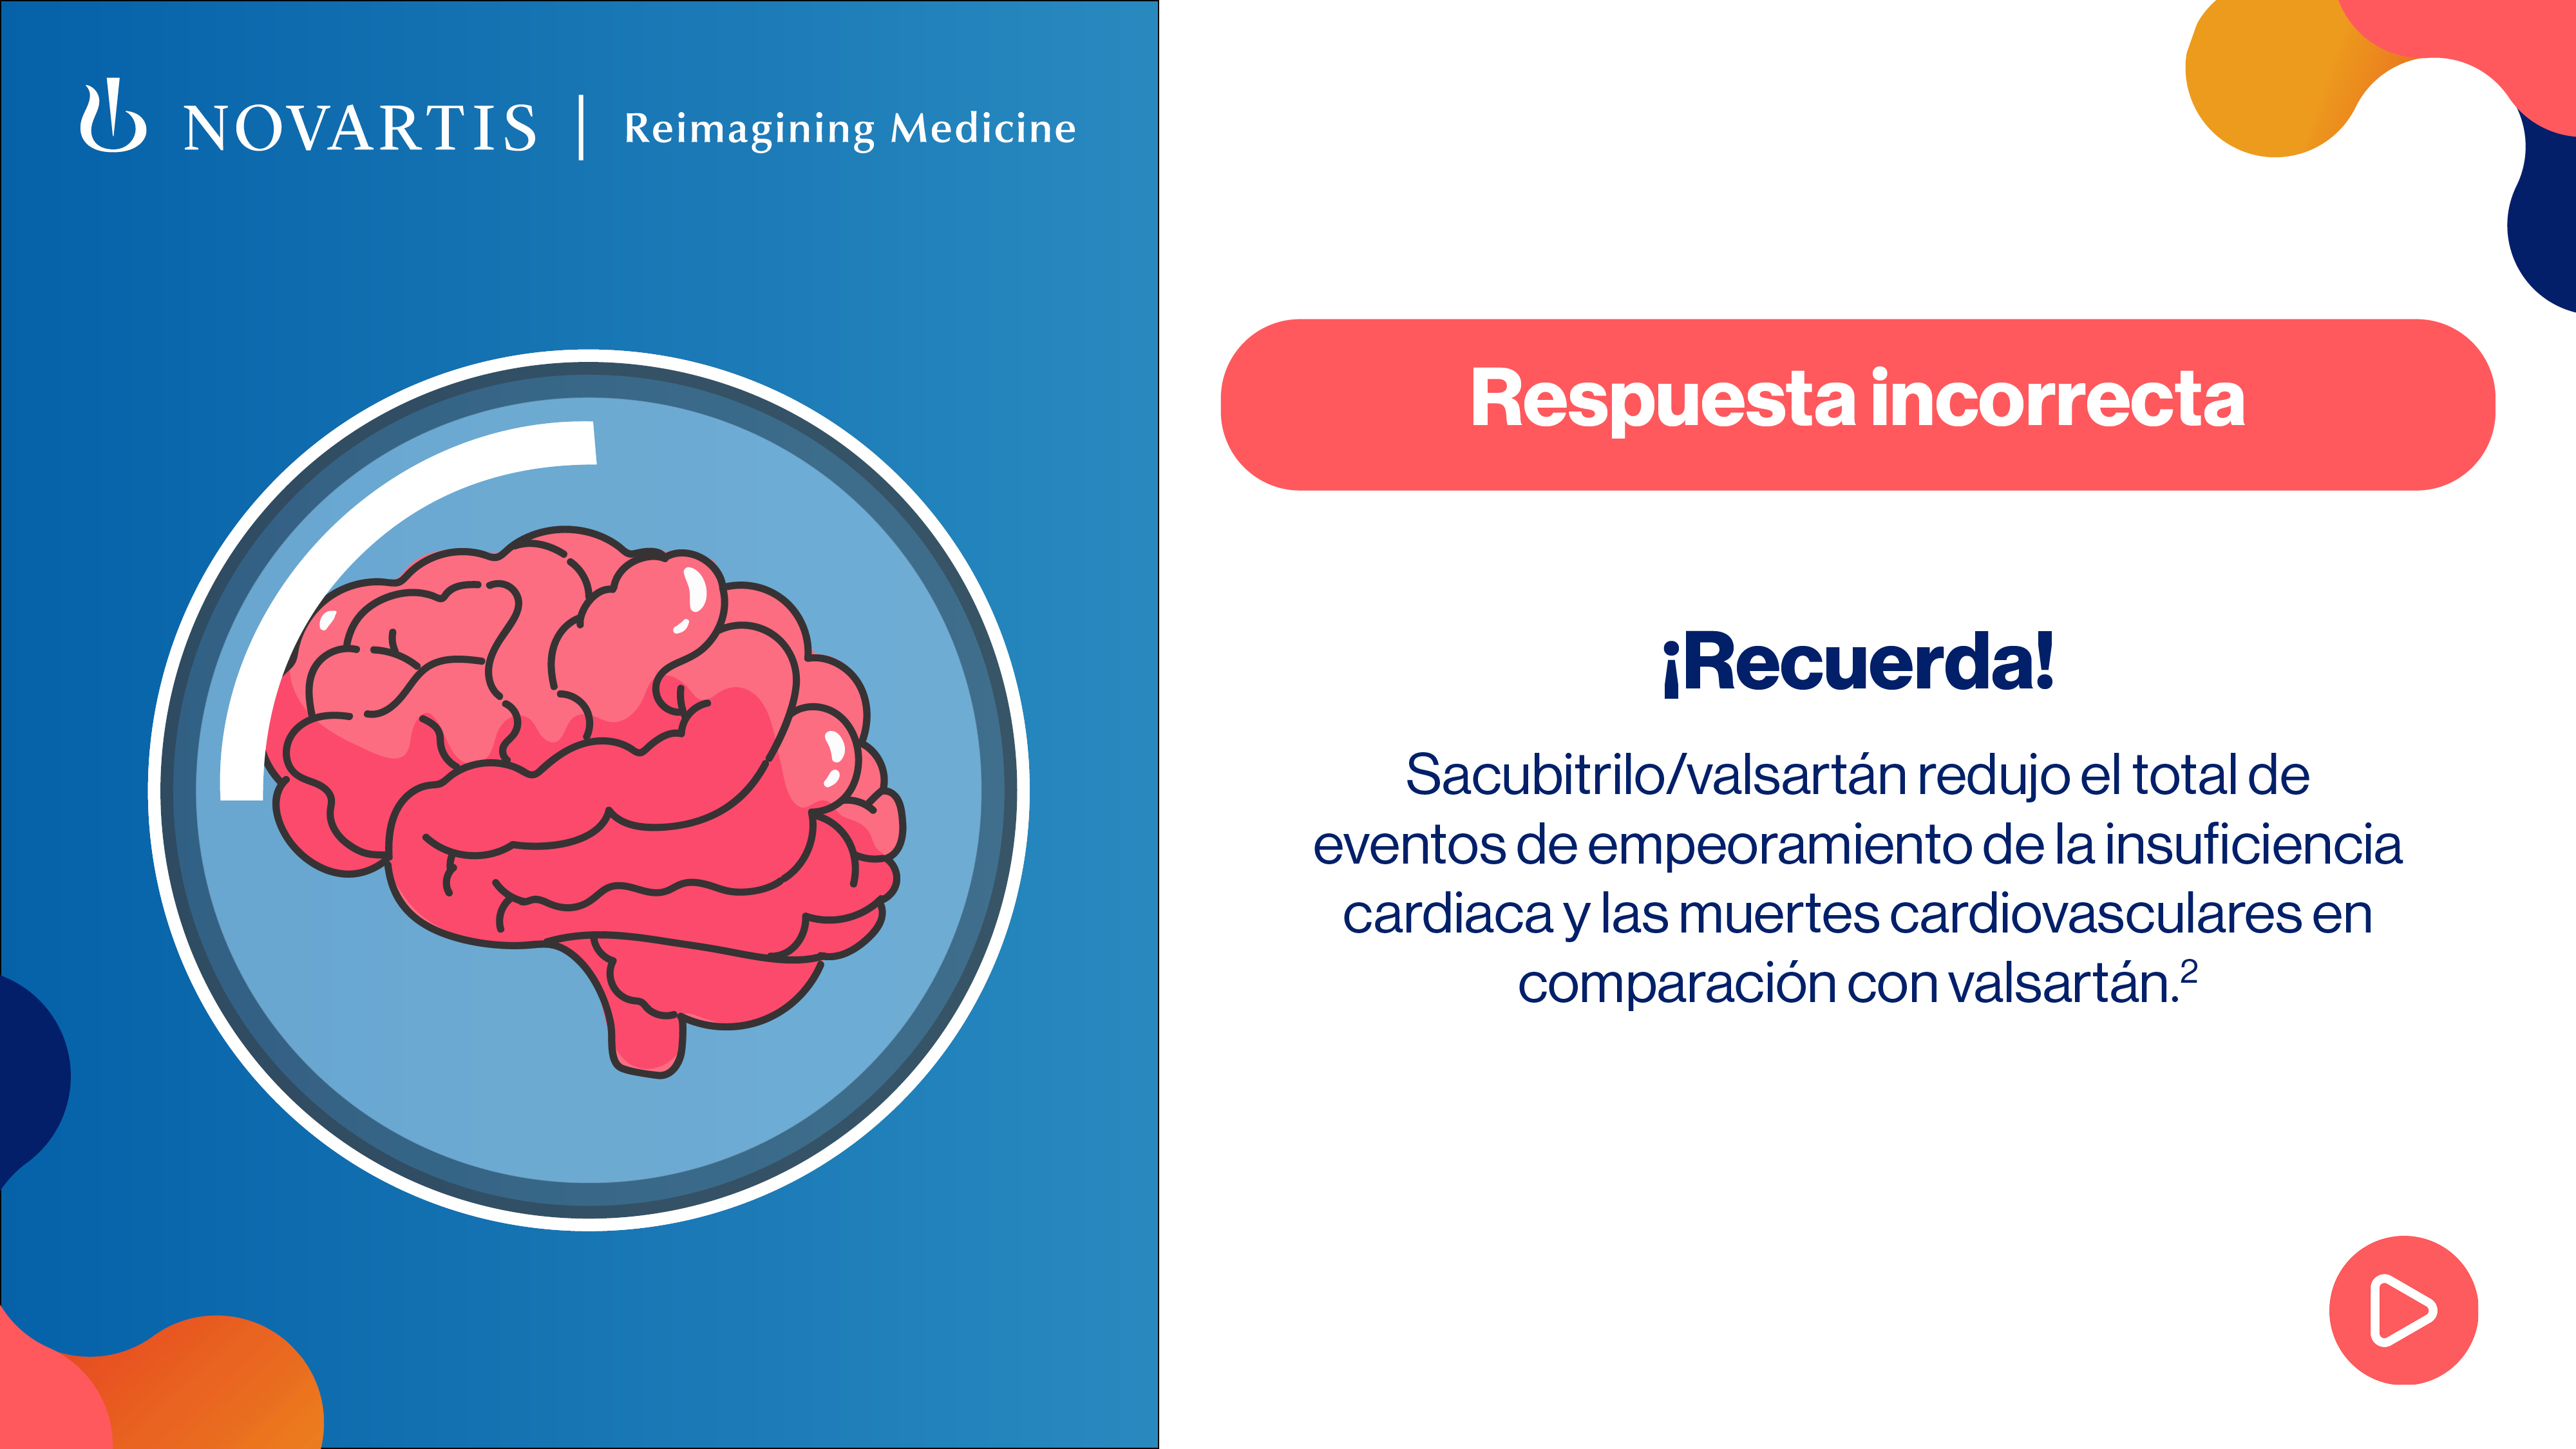 NOVARTIS | Reimagining Medicine
Respuesta incorrecta
¡Recuerda!
Sacubitrilo/valsartán redujo el total de
eventos de empeoramiento de la insuficiencia
cardiaca y las muertes cardiovasculares en
comparación con valsartán.²